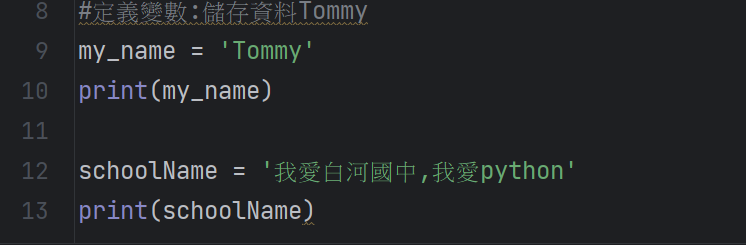 8 #定義變數:儲存資料Tommy
9 my_name = 'Tommy'
10 print(my_name)
11
12 schoolName = '我愛白河國中,我愛python'
13 print(schoolName)